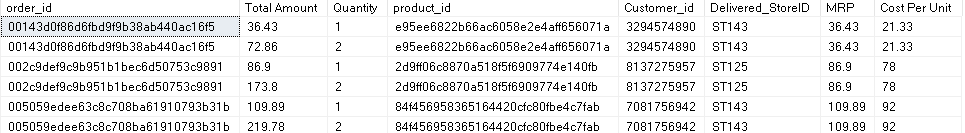 order_id Total Amount Quantity product_id Customer_id Delivered_StoreID MRP Cost Per Unit
00143d0f86d6fbd9f9b38ab440ac16f5 36.43 1 e95ee6822b66ac6058e2e4aff656071a 3294574890 ST143 36.43 21.33
00143d0f86d6fbd9f9b38ab440ac16f5 72.86 2 e95ee6822b66ac6058e2e4aff656071a 3294574890 ST143 36.43 21.33
002c9def9c9b951b1bec6d50753c9891 86.9 1 2d9ff06c8870a518f5f6909774e140fb 8137275957 ST125 86.9 78
002c9def9c9b951b1bec6d50753c9891 173.8 2 2d9ff06c8870a518f5f6909774e140fb 8137275957 ST125 86.9 78
005059edee63c8c708ba61910793b31b 109.89 1 84f456958365164420cfc80fbe4c7fab 7081756942 ST143 109.89 92
005059edee63c8c708ba61910793b31b 219.78 2 84f456958365164420cfc80fbe4c7fab 7081756942 ST143 109.89 92